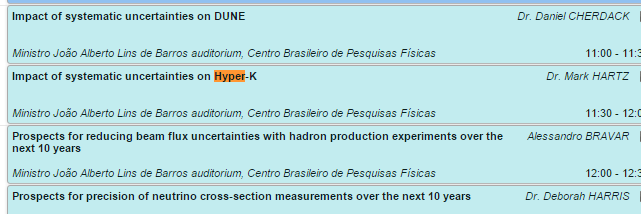 Impact of systematic uncertainties on DUNE Dr. Daniel CHERDACK
Ministro João Alberto Lins de Barros auditorium, Centro Brasileiro de Pesquisas Físicas 11:00 - 11:3
Impact of systematic uncertainties on Hyper-K Dr. Mark HARTZ
Ministro João Alberto Lins de Barros auditorium, Centro Brasileiro de Pesquisas Físicas 11:30 - 12:0
Prospects for reducing beam flux uncertainties with hadron production experiments over the Alessandro BRAVAR
next 10 years
Ministro João Alberto Lins de Barros auditorium, Centro Brasileiro de Pesquisas Físicas 12:00 - 12:3
Prospects for precision of neutrino cross-section measurements over the next 10 years Dr. Deborah HARRIS